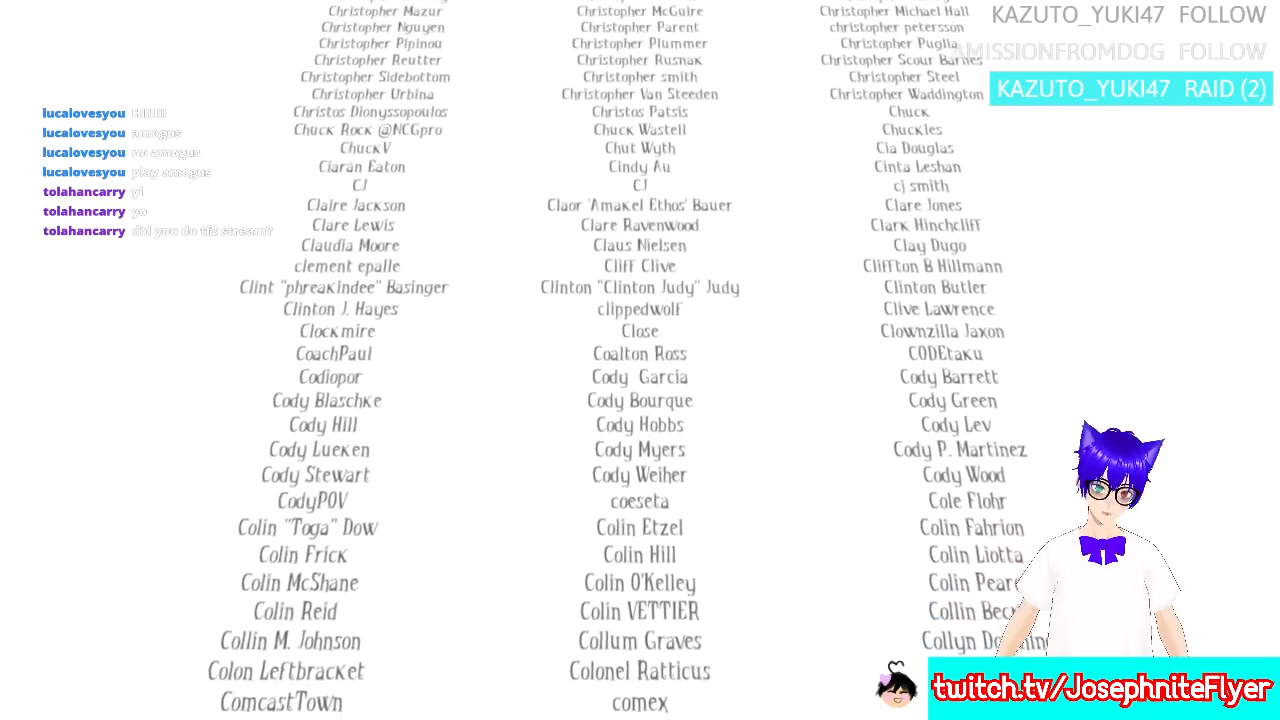 Christopher Mazur Christopher McGuire Christopher Michael Hall
Christopher Nguyen Christopher Parent christopher petersson
Christopher Pipinou Christopher Plummer Christopher Puglia
Christopher Reutter Christopher Rusnak Christopher Scour Barnes
Christopher Sidebottom Christopher smith Christopher Steel
Christopher Urbina Christopher Van Steeden Christopher Waddington
Christos Dionyssopoulos Christos Patsis Chuck
Chuck Rock @NCGpro Chuck Wastell Chuckles
ChuckV Chut Wyth Cia Douglas
Ciaran Eaton Cindy Au Cinta Leshan
CJ CJ cj smith
Claire Jackson Claor 'Amakel Ethos' Bauer Clare Jones
Clare Lewis Clare Ravenwood Clark Hinchcliff
Claudia Moore Claus Nielsen Clay Dugo
clement epalle Cliff Clive Cliffton B Hillmann
Clint "phreakindee" Basinger Clinton "Clinton Judy" Judy Clinton Butler
Clinton J. Hayes clippedwolf Clive Lawrence
Clockmire Close Clownzilla Jaxon
CoachPaul Coalton Ross CODEtaku
Codiopor Cody Garcia Cody Barrett
Cody Blaschke Cody Bourque Cody Green
Cody Hill Cody Hobbs Cody Lev
Cody Lueken Cody Myers Cody P. Martinez
Cody Stewart Cody Weiher Cody Wood
CodyPOV coeseta Cole Flohr
Colin "Toga" Dow Colin Etzel Colin Fahrion
Colin Frick Colin Hill Colin Liotta
Colin McShane Colin O'Kelley Colin
Colin Reid Colin VETTIER Collin
Collin M. Johnson Collum Graves Collyn
Colon Leftbracket Colonel Ratticus
ComcastTown comex
KAZUTO_YUKI47 FOLLOW
AMISSIONFROMDOG FOLLOW
KAZUTO_YUKI47 RAID (2)
lucalovesyou
lucalovesyou amogus
lucalovesyou no amogus
lucalovesyou play amogus
tolahancarry yi
tolahancarry yo
tolahancarry did you do tf2 stream?
twitch.tv/JosephniteFlyer